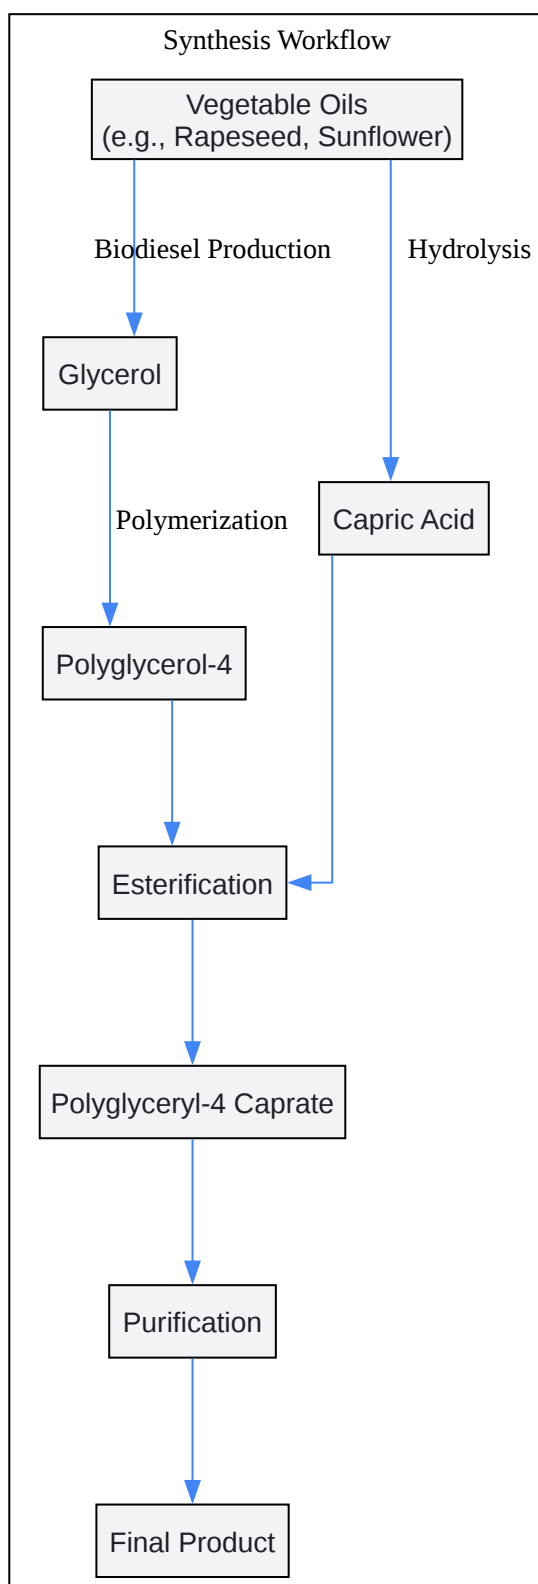 Synthesis Workflow
Vegetable Oils
(e.g., Rapeseed, Sunflower)
Biodiesel Production
Hydrolysis
Glycerol
Capric Acid
Polymerization
Polyglycerol-4
Esterification
Polyglyceryl-4 Caprate
Purification
Final Product